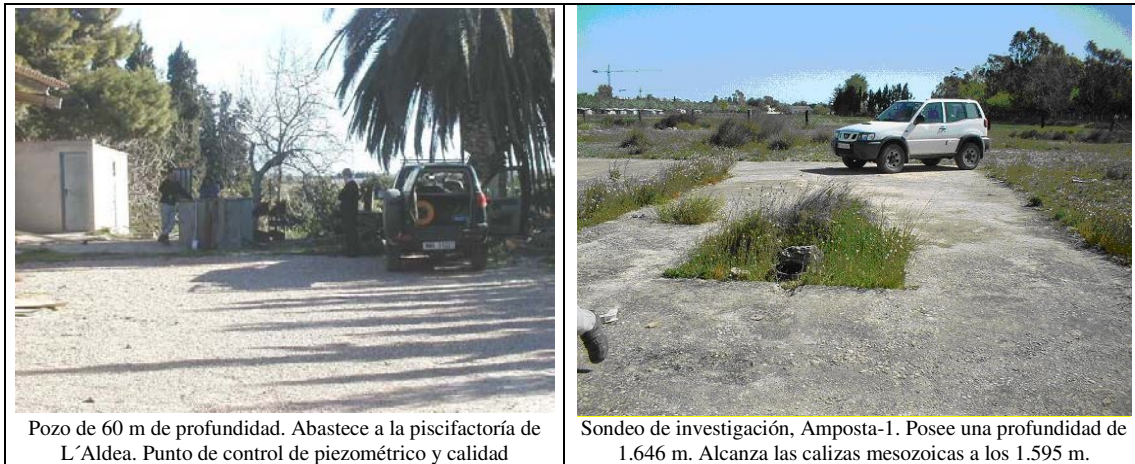 Pozo de 60 m de profundidad. Abastece a la piscifactoría de
L´Aldea. Punto de control de piezométrico y calidad
Sondeo de investigación, Amposta-1. Posee una profundidad de
1.646 m. Alcanza las calizas mesozoicas a los 1.595 m.